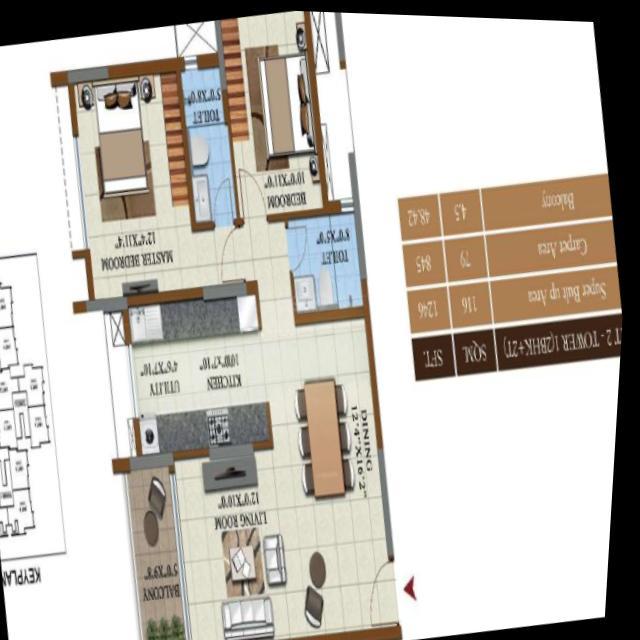 T 2 - TOWER 1(2BHK+2T) SQM. SFT.
Super Built up Area 116 1246
Carpet Area 79 845
Balcony 4.5 48.42
BALCONY
5'0"X9'8"
LIVING ROOM
12'0"X10'0"
DINING
12'4"X16'2"
KITCHEN
10'0"X7'10"
UTILITY
4'6"X7'10"
MASTER BEDROOM
12'4"X11'4"
TOILET
8'0"X5'0"
BEDROOM
10'0"X11'0"
TOILET
5'0"X8'0"
KEYPLAN